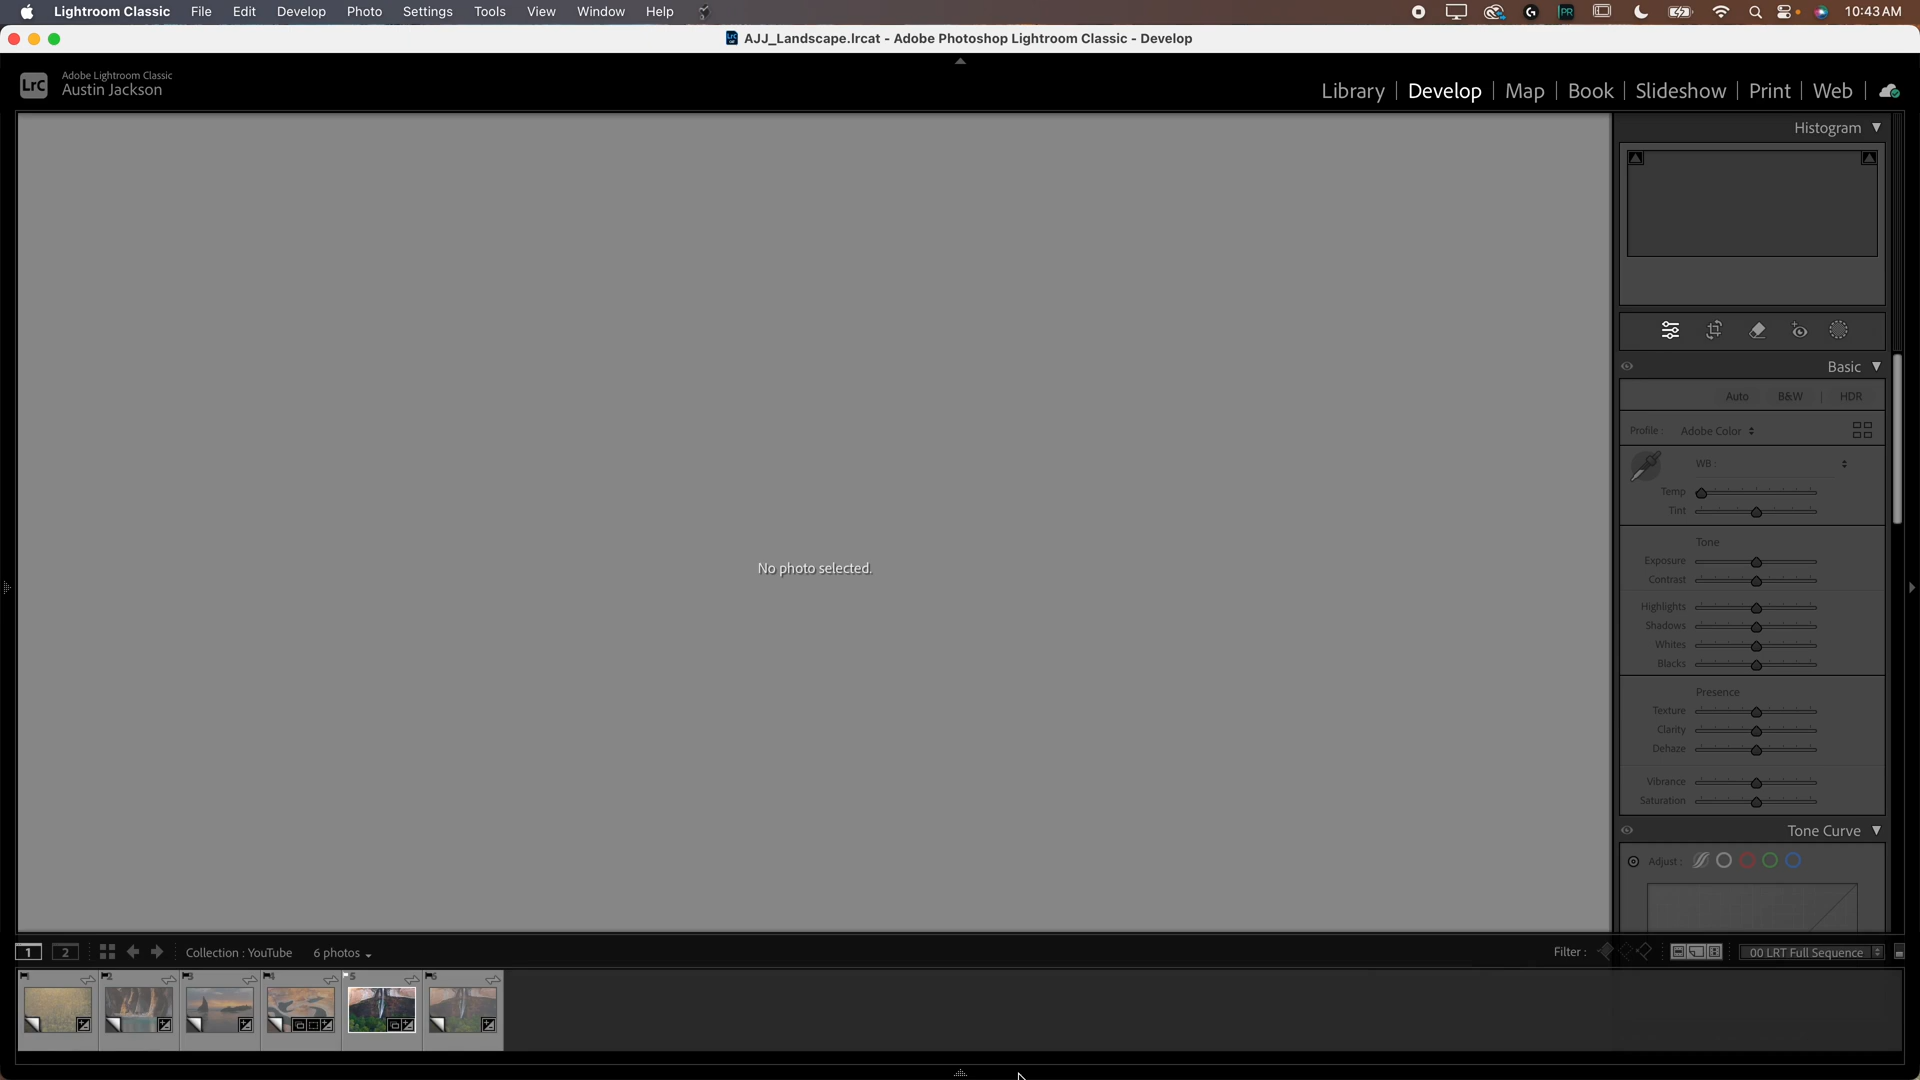 Lightroom Classic File Edit Develop Photo Settings Tools View Window Help 10:43 AM
AJJ_Landscape.lrcat - Adobe Photoshop Lightroom Classic - Develop
LrC
Adobe Lightroom Classic
Austin Jackson
Library | Develop | Map | Book | Slideshow | Print | Web
Histogram
Basic
Auto B&W | HDR
Profile : Adobe Color
WB :
Temp
Tint
Tone
Exposure
Contrast
Highlights
Shadows
Whites
Blacks
Presence
Texture
Clarity
Dehaze
Vibrance
Saturation
Tone Curve
Adjust :
No photo selected.
1 2 Collection : YouTube 6 photos Filter : 00 LRT Full Sequence